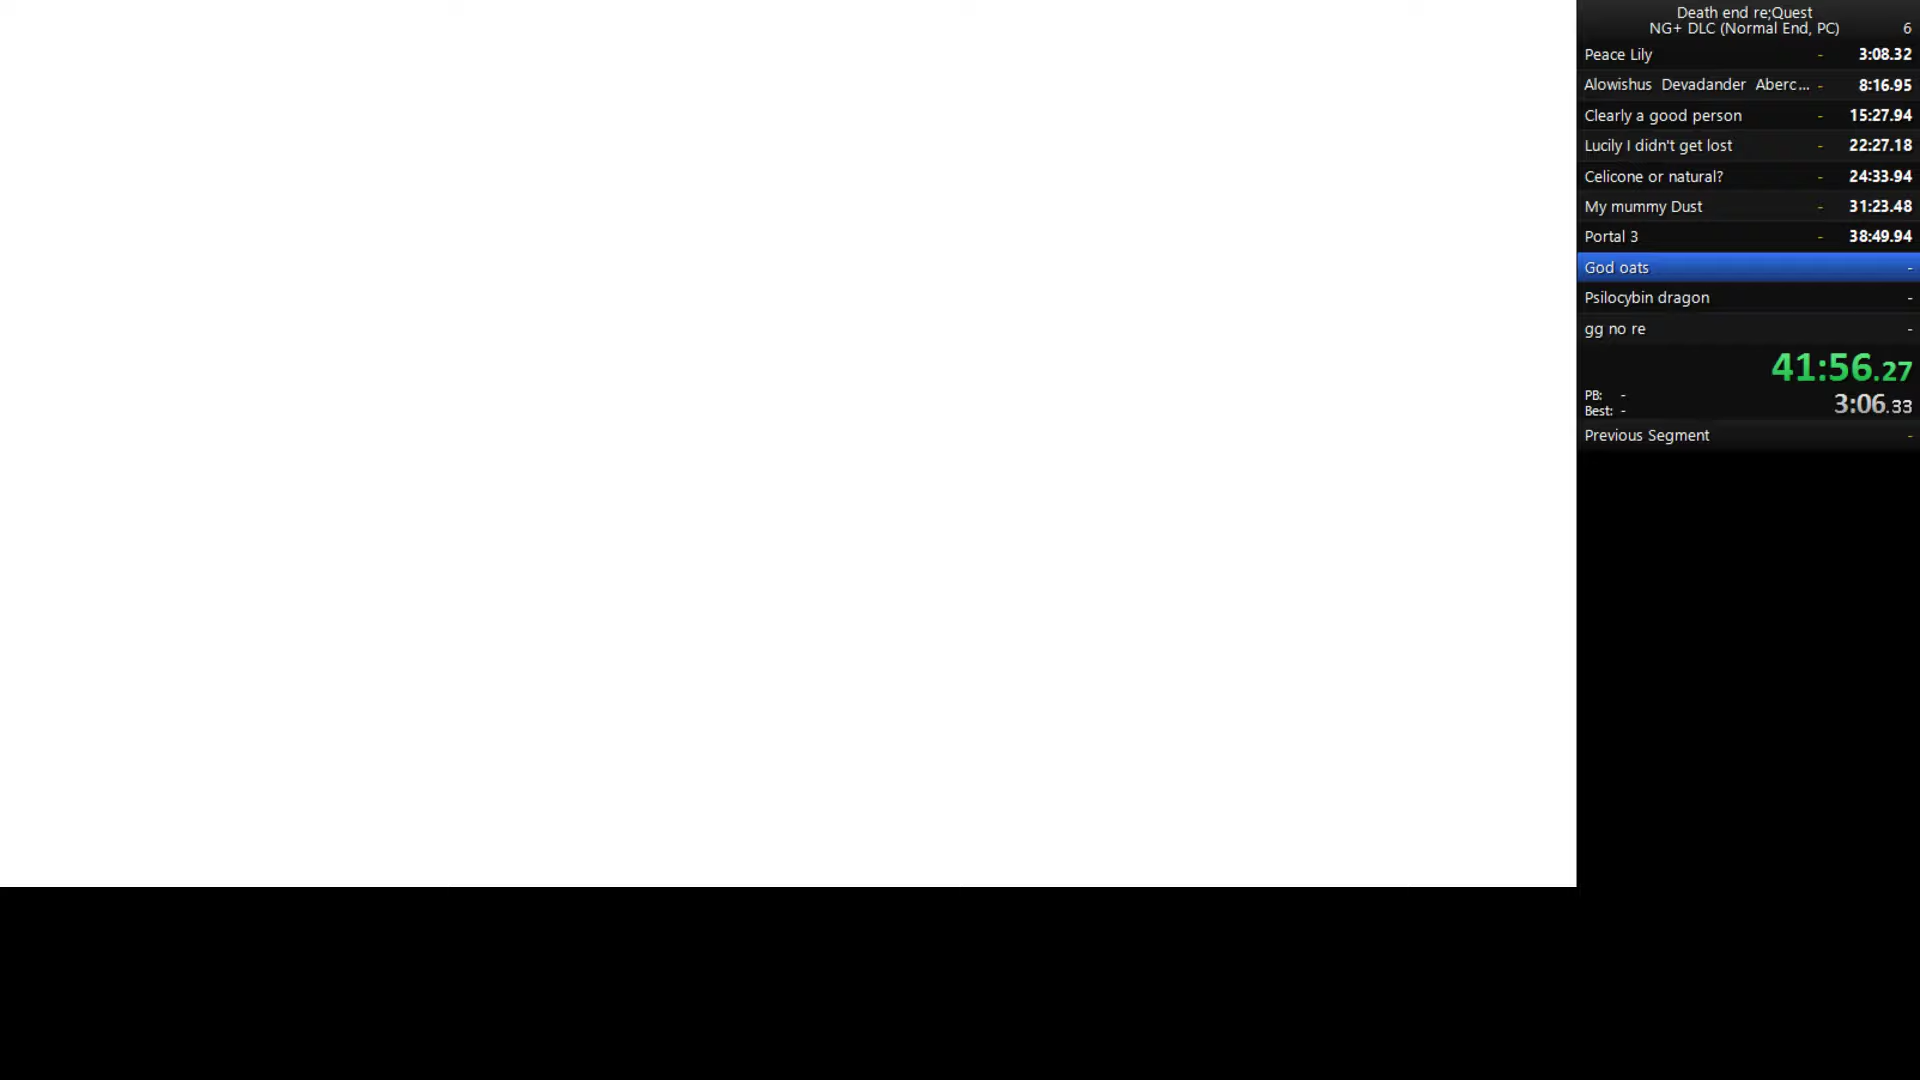 Death end re;Quest
NG+ DLC (Normal End, PC) 6
Peace Lily - 3:08.32
Alowishus Devadander Aberc... - 8:16.95
Clearly a good person - 15:27.94
Lucily I didn't get lost - 22:27.18
Celicone or natural? - 24:33.94
My mummy Dust - 31:23.48
Portal 3 - 38:49.94
God oats -
Psilocybin dragon -
gg no re -
41:56.27
PB: -
Best: - 3:06.33
Previous Segment -